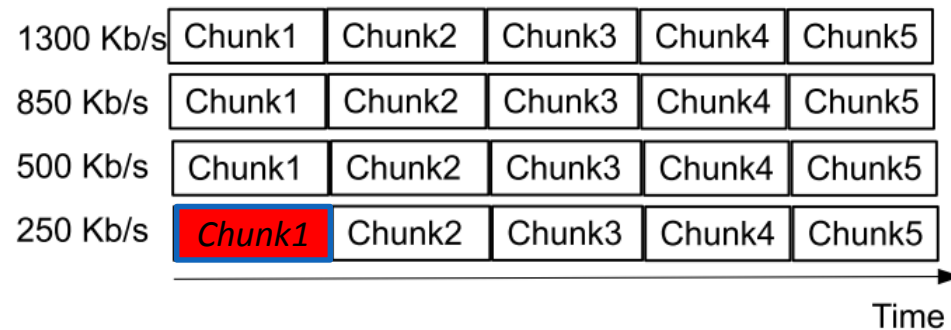 1300 Kb/s Chunk1 Chunk2 Chunk3 Chunk4 Chunk5
850 Kb/s Chunk1 Chunk2 Chunk3 Chunk4 Chunk5
500 Kb/s Chunk1 Chunk2 Chunk3 Chunk4 Chunk5
250 Kb/s Chunk1 Chunk2 Chunk3 Chunk4 Chunk5
Time